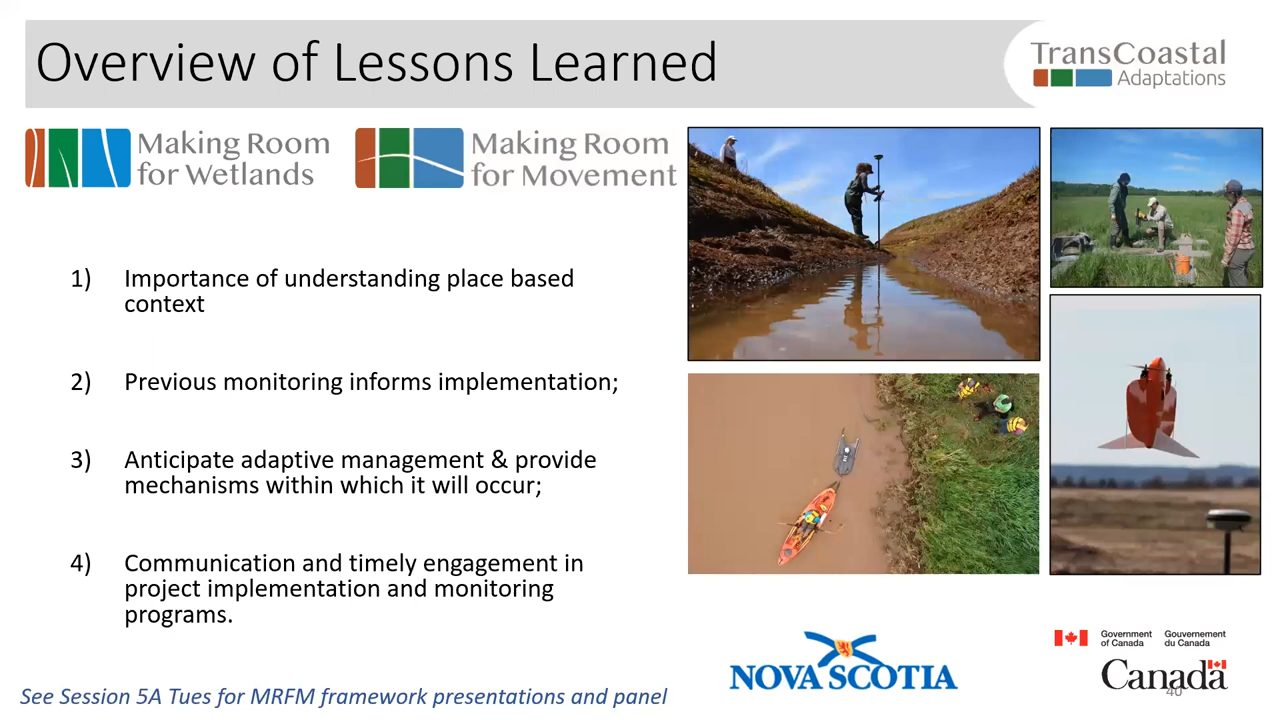 Overview of Lessons Learned
TransCoastal
Adaptations
Making Room
for Wetlands
Making Room
for Movement
1) Importance of understanding place based
context
2) Previous monitoring informs implementation;
3) Anticipate adaptive management & provide
mechanisms within which it will occur;
4) Communication and timely engagement in
project implementation and monitoring
programs.
See Session 5A Tues for MRFM framework presentations and panel
NOVA SCOTIA
Government
of Canada
Gouvernement
du Canada
Canada
40